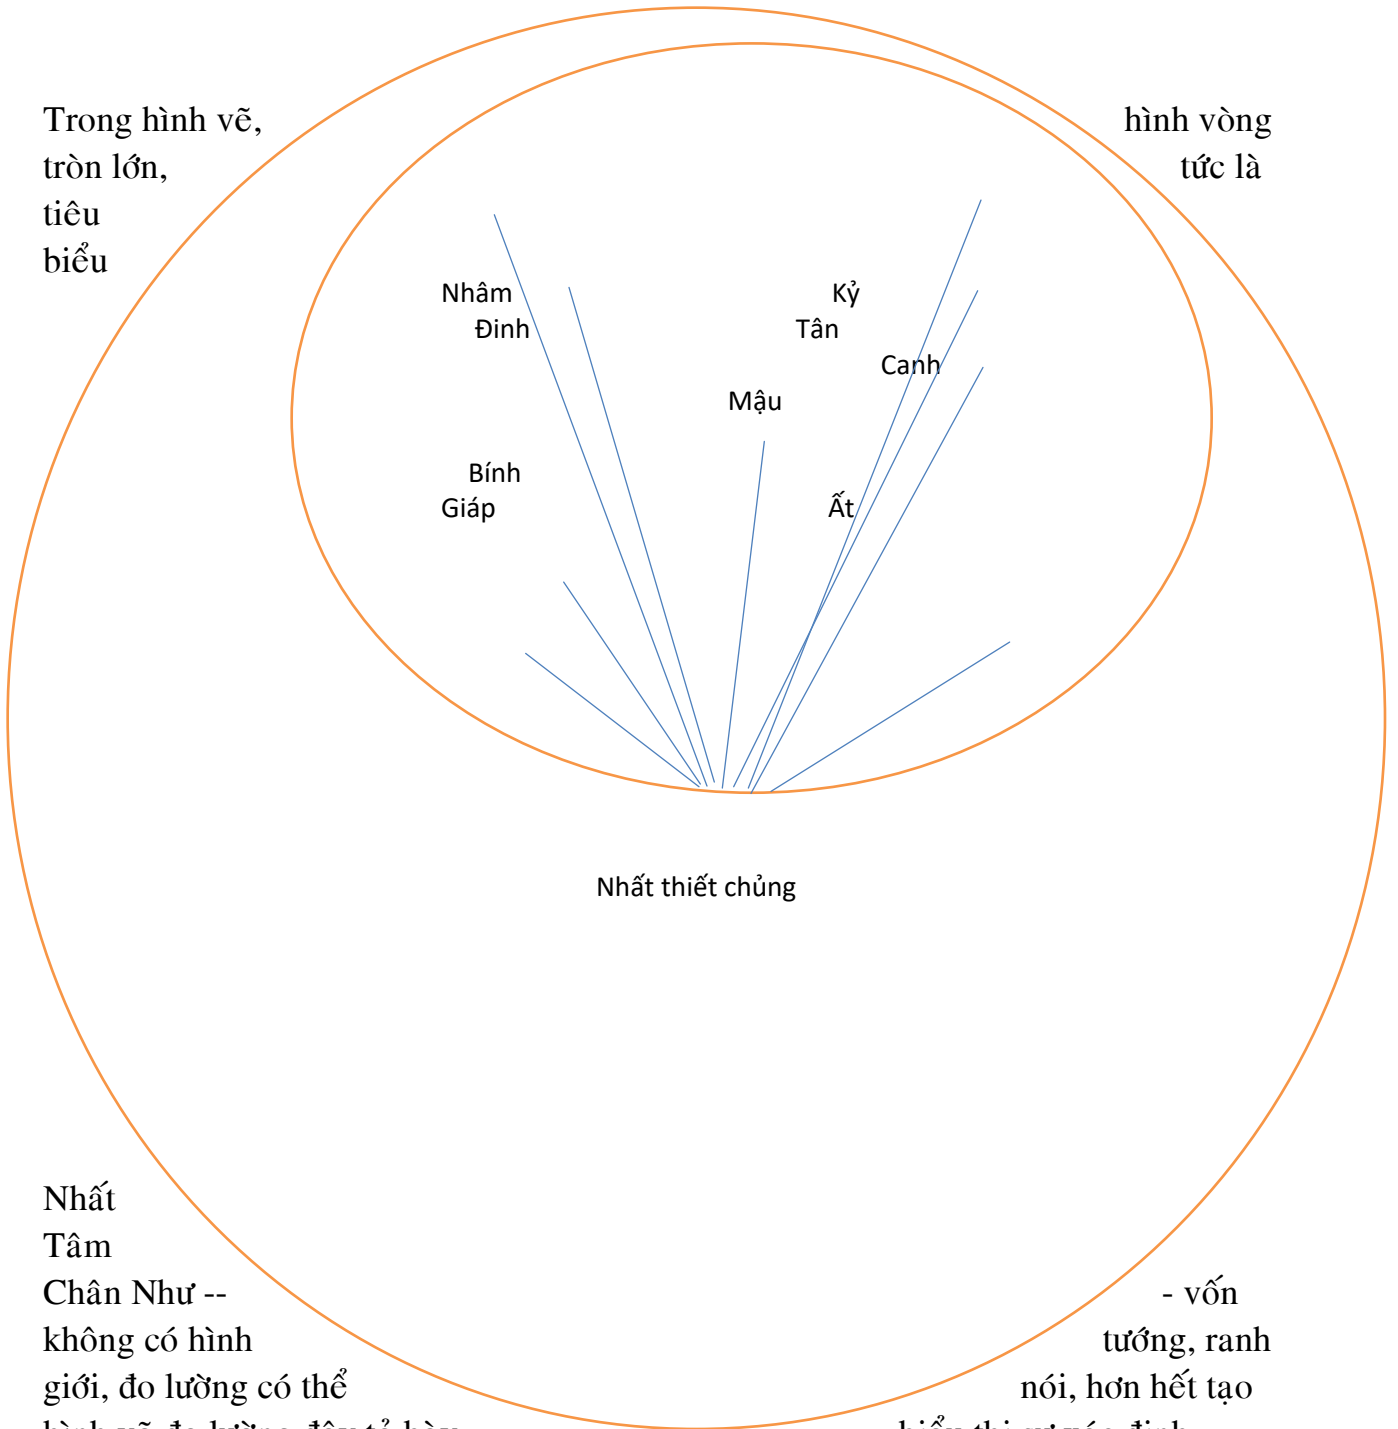 Trong hình vẽ, hình vòng
tròn lớn, tức là
tiêu
biểu
Nhâm Kỷ
Đinh Tân
Canh
Mậu
Bính
Giáp Ất
Nhất thiết chủng
Nhất
Tâm
Chân Như -- - vốn
không có hình tướng, ranh
giới, đo lường có thể nói, hơn hết tạo